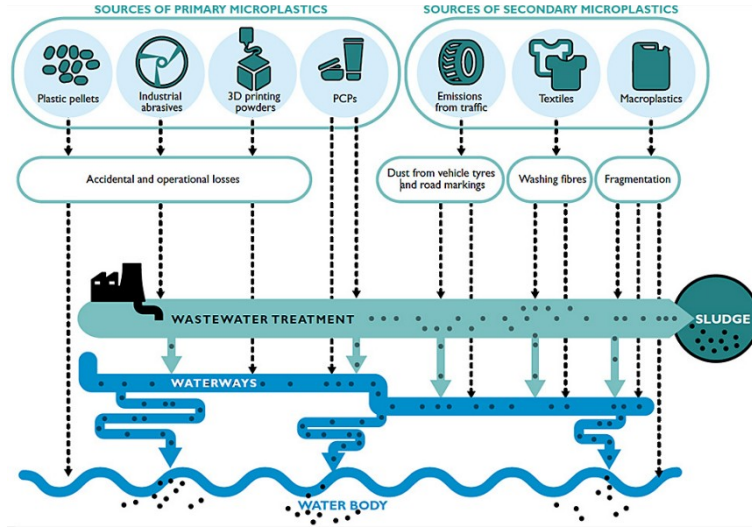 SOURCES OF PRIMARY MICROPLASTICS
SOURCES OF SECONDARY MICROPLASTICS
Plastic pellets
Industrial
abrasives
3D printing
powders
PCPs
Emissions
from traffic
Textiles
Macroplastics
Accidental and operational losses
Dust from vehicle tyres
and road markings
Washing fibres
Fragmentation
WASTEWATER TREATMENT
SLUDGE
WATERWAYS
WATER BODY